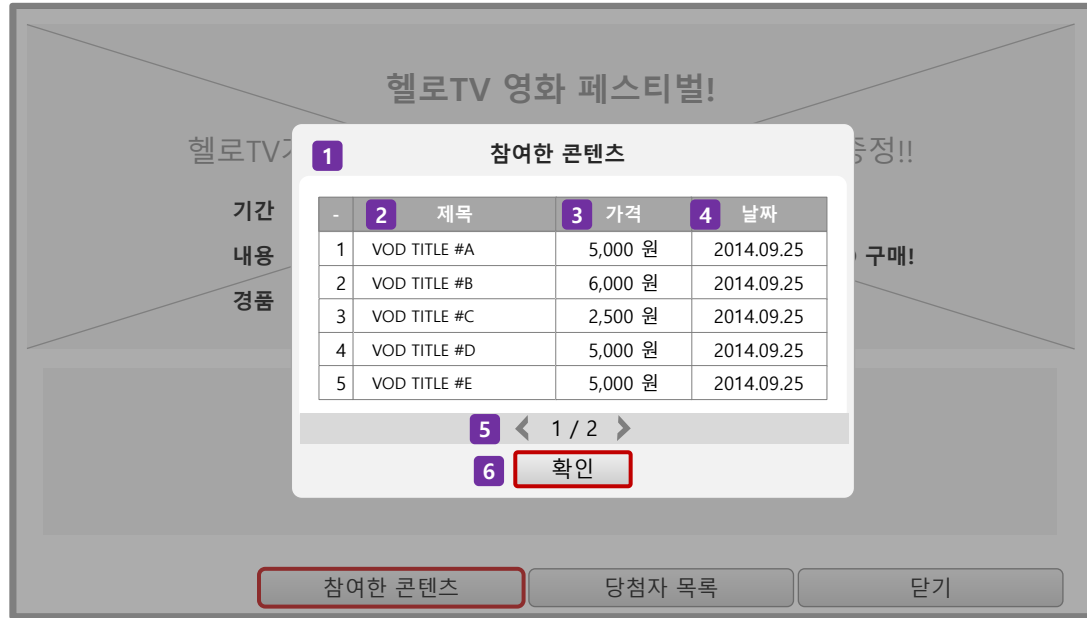 헬로TV 영화 페스티벌!
헬로TV
증정!!
1 참여한 콘텐츠
기간
- 2 제목 3 가격 4 날짜
1 VOD TITLE #A 5,000 원 2014.09.25
내용
구매!
2 VOD TITLE #B 6,000 원 2014.09.25
경품
3 VOD TITLE #C 2,500 원 2014.09.25
4 VOD TITLE #D 5,000 원 2014.09.25
5 VOD TITLE #E 5,000 원 2014.09.25
5 1 / 2
6 확인
참여한 콘텐츠 당첨자 목록 닫기